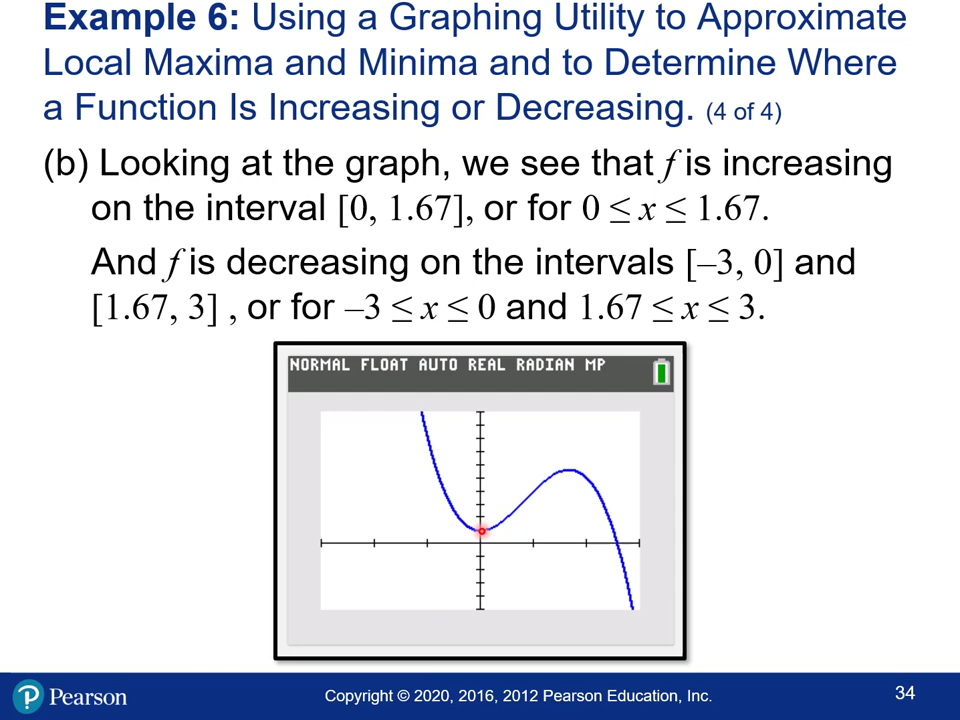 Example 6: Using a Graphing Utility to Approximate
Local Maxima and Minima and to Determine Where
a Function Is Increasing or Decreasing. (4 of 4)
(b) Looking at the graph, we see that f is increasing
on the interval [0, 1.67], or for 0 ≤ x ≤ 1.67.
And f is decreasing on the intervals [–3, 0] and
[1.67, 3] , or for –3 ≤ x ≤ 0 and 1.67 ≤ x ≤ 3.
NORMAL FLOAT AUTO REAL RADIAN MP
Pearson
Copyright © 2020, 2016, 2012 Pearson Education, Inc.
34